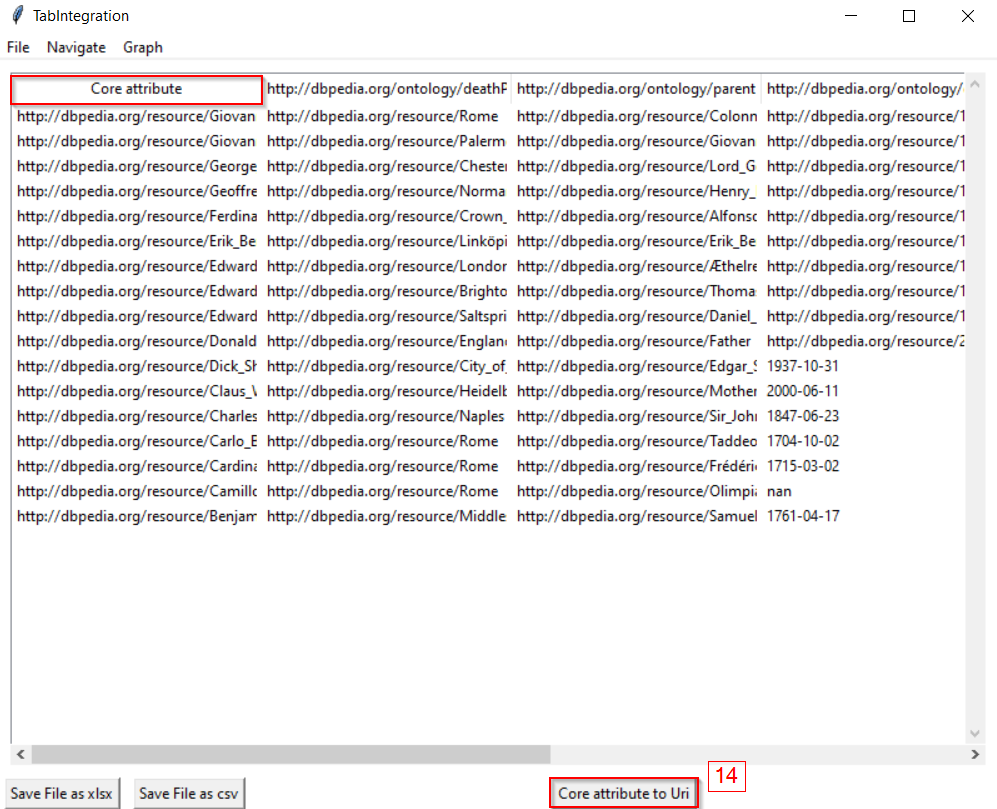 TabIntegration
File Navigate Graph
Core attribute http://dbpedia.org/ontology/deathP http://dbpedia.org/ontology/parent http://dbpedia.org/ontology/
http://dbpedia.org/resource/Giovan http://dbpedia.org/resource/Rome http://dbpedia.org/resource/Colonn http://dbpedia.org/resource/1
http://dbpedia.org/resource/Giovan http://dbpedia.org/resource/Palerm http://dbpedia.org/resource/Giovan http://dbpedia.org/resource/1
http://dbpedia.org/resource/George http://dbpedia.org/resource/Chester http://dbpedia.org/resource/Lord_G http://dbpedia.org/resource/1
http://dbpedia.org/resource/Geoffre http://dbpedia.org/resource/Norma http://dbpedia.org/resource/Henry_ http://dbpedia.org/resource/1
http://dbpedia.org/resource/Ferdina http://dbpedia.org/resource/Crown_ http://dbpedia.org/resource/Alfonso http://dbpedia.org/resource/1
http://dbpedia.org/resource/Erik_Be http://dbpedia.org/resource/Linköpi http://dbpedia.org/resource/Erik_Be http://dbpedia.org/resource/1
http://dbpedia.org/resource/Edward http://dbpedia.org/resource/London http://dbpedia.org/resource/Æthelre http://dbpedia.org/resource/1
http://dbpedia.org/resource/Edward http://dbpedia.org/resource/Brighto http://dbpedia.org/resource/Thomas http://dbpedia.org/resource/1
http://dbpedia.org/resource/Edward http://dbpedia.org/resource/Saltspri http://dbpedia.org/resource/Daniel_ http://dbpedia.org/resource/1
http://dbpedia.org/resource/Donald http://dbpedia.org/resource/England http://dbpedia.org/resource/Father http://dbpedia.org/resource/2
http://dbpedia.org/resource/Dick_Sh http://dbpedia.org/resource/City_of_ http://dbpedia.org/resource/Edgar_S 1937-10-31
http://dbpedia.org/resource/Claus_V http://dbpedia.org/resource/Heidelb http://dbpedia.org/resource/Mother 2000-06-11
http://dbpedia.org/resource/Charles http://dbpedia.org/resource/Naples http://dbpedia.org/resource/Sir_John 1847-06-23
http://dbpedia.org/resource/Carlo_B http://dbpedia.org/resource/Rome http://dbpedia.org/resource/Taddeo 1704-10-02
http://dbpedia.org/resource/Cardina http://dbpedia.org/resource/Rome http://dbpedia.org/resource/Frédéric 1715-03-02
http://dbpedia.org/resource/Camillo http://dbpedia.org/resource/Rome http://dbpedia.org/resource/Olimpia nan
http://dbpedia.org/resource/Benjam http://dbpedia.org/resource/Middle http://dbpedia.org/resource/Samuel 1761-04-17
14
Save File as xlsx Save File as csv Core attribute to Uri